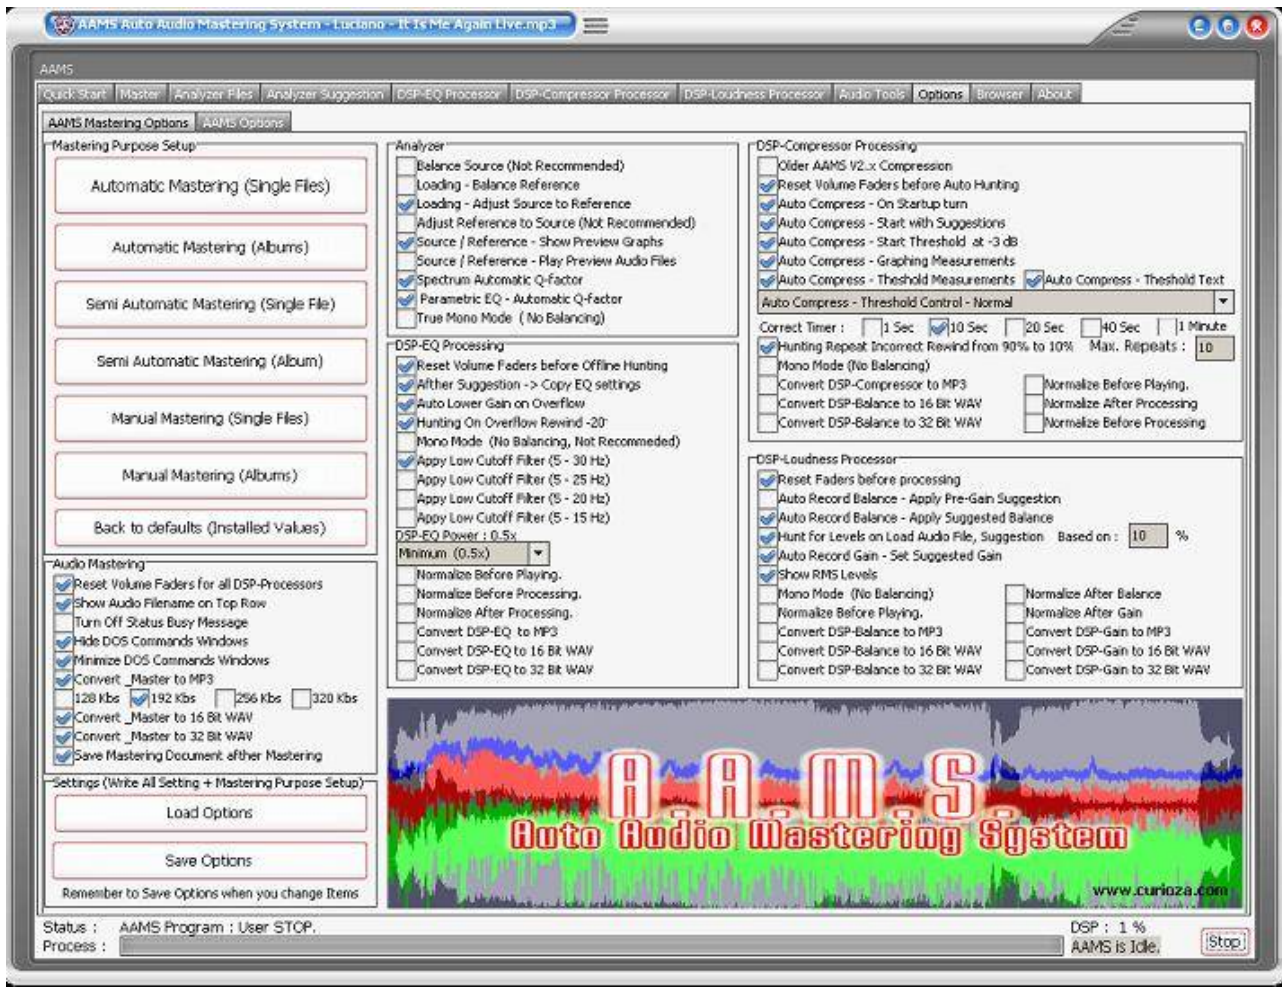 AAMS Auto Audio Mastering System - Luciano - It Is Me Again Live.mp3
AAMS
Quick Start Master Analyzer Files Analyzer Suggestion DSP-EQ Processor DSP-Compressor Processor DSP-Loudness Processor Audio Tools Options Browser About
AAMS Mastering Options AAMS Options
Mastering Purpose Setup
Automatic Mastering (Single Files)
Automatic Mastering (Albums)
Semi Automatic Mastering (Single File)
Semi Automatic Mastering (Album)
Manual Mastering (Single Files)
Manual Mastering (Albums)
Back to defaults (Installed Values)
Audio Mastering
Reset Volume Faders for all DSP-Processors
Show Audio Filename on Top Row
Turn Off Status Busy Message
Hide DOS Commands Windows
Minimize DOS Commands Windows
Convert _Master to MP3
128 Kbs 192 Kbs 256 Kbs 320 Kbs
Convert _Master to 16 Bit WAV
Convert _Master to 32 Bit WAV
Save Mastering Document afther Mastering
Settings (Write All Setting + Mastering Purpose Setup)
Load Options
Save Options
Remember to Save Options when you change Items
Analyzer
Balance Source (Not Recommended)
Loading - Balance Reference
Loading - Adjust Source to Reference
Adjust Reference to Source (Not Recommended)
Source / Reference - Show Preview Graphs
Source / Reference - Play Preview Audio Files
Spectrum Automatic Q-factor
Parametric EQ - Automatic Q-factor
True Mono Mode ( No Balancing)
DSP-EQ Processing
Reset Volume Faders before Offline Hunting
Afther Suggestion -> Copy EQ settings
Auto Lower Gain on Overflow
Hunting On Overflow Rewind -20
Mono Mode (No Balancing, Not Recommeded)
Appy Low Cutoff Filter (5 - 30 Hz)
Appy Low Cutoff Filter (5 - 25 Hz)
Appy Low Cutoff Filter (5 - 20 Hz)
Appy Low Cutoff Filter (5 - 15 Hz)
DSP-EQ Power : 0.5x
Minimum (0.5x)
Normalize Before Playing.
Normalize Before Processing.
Normalize After Processing.
Convert DSP-EQ to MP3
Convert DSP-EQ to 16 Bit WAV
Convert DSP-EQ to 32 Bit WAV
DSP-Compressor Processing
Older AAMS V2.x Compression
Reset Volume Faders before Auto Hunting
Auto Compress - On Startup turn
Auto Compress - Start with Suggestions
Auto Compress - Start Threshold at -3 dB
Auto Compress - Graphing Measurements
Auto Compress - Theshold Measurements Auto Compress - Theshold Text
Auto Compress - Threshold Control - Normal
Correct Timer : 1 Sec 10 Sec 20 Sec 40 Sec 1 Minute
Hunting Repeat Incorrect Rewind from 90% to 10% Max. Repeats : 10
Mono Mode (No Balancing)
Convert DSP-Compressor to MP3 Normalize Before Playing.
Convert DSP-Balance to 16 Bit WAV Normalize After Processing
Convert DSP-Balance to 32 Bit WAV Normalize Before Processing
DSP-Loudness Processor
Reset Faders before processing
Auto Record Balance - Apply Pre-Gain Suggestion
Auto Record Balance - Apply Suggested Balance
Hunt for Levels on Load Audio File, Suggestion Based on : 10 %
Auto Record Gain - Set Suggested Gain
Show RMS Levels
Mono Mode (No Balancing) Normalize After Balance
Normalize Before Playing. Normalize After Gain
Convert DSP-Balance to MP3 Convert DSP-Gain to MP3
Convert DSP-Balance to 16 Bit WAV Convert DSP-Gain to 16 Bit WAV
Convert DSP-Balance to 32 Bit WAV Convert DSP-Gain to 32 Bit WAV
A.A.M.S.
Auto Audio Mastering System
www.curioza.com
Status : AAMS Program : User STOP.
DSP : 1 %
Process :
AAMS is Idle.
Stop